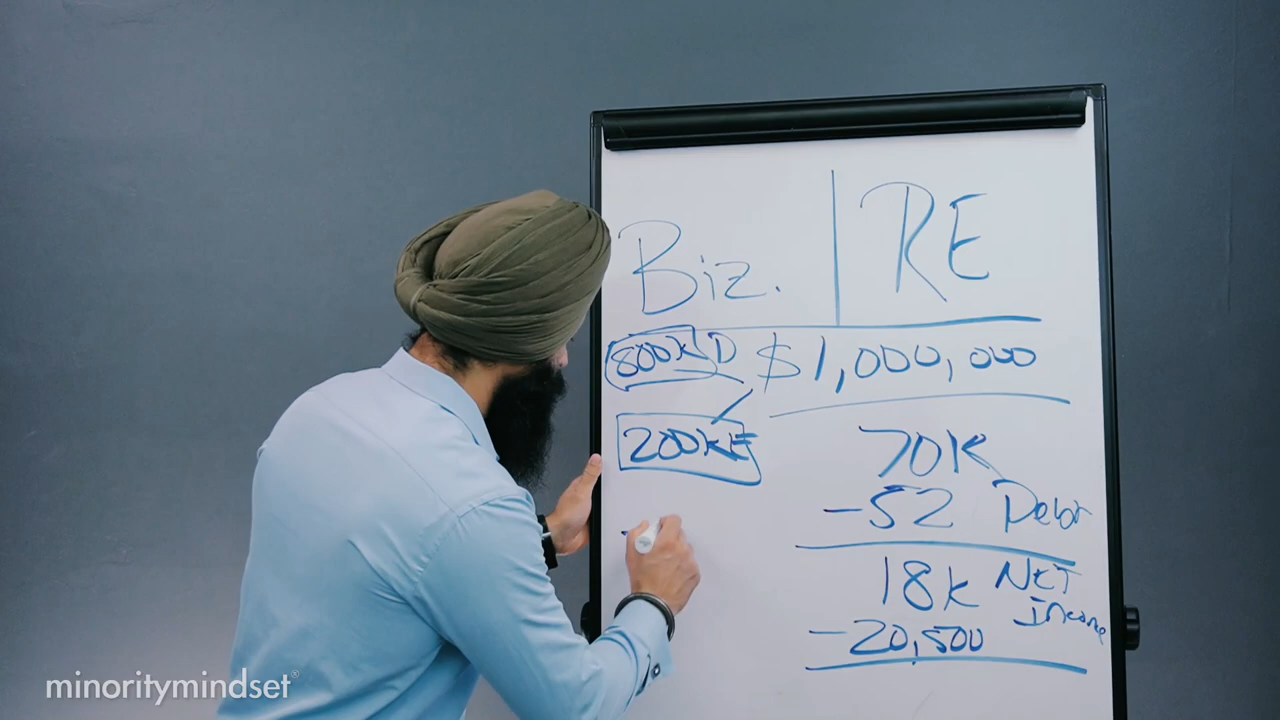 Biz. RE
800K D $1,000,000
200K E
70K
-52 Debt
18k NET
Income
-20,500
minoritymindset®